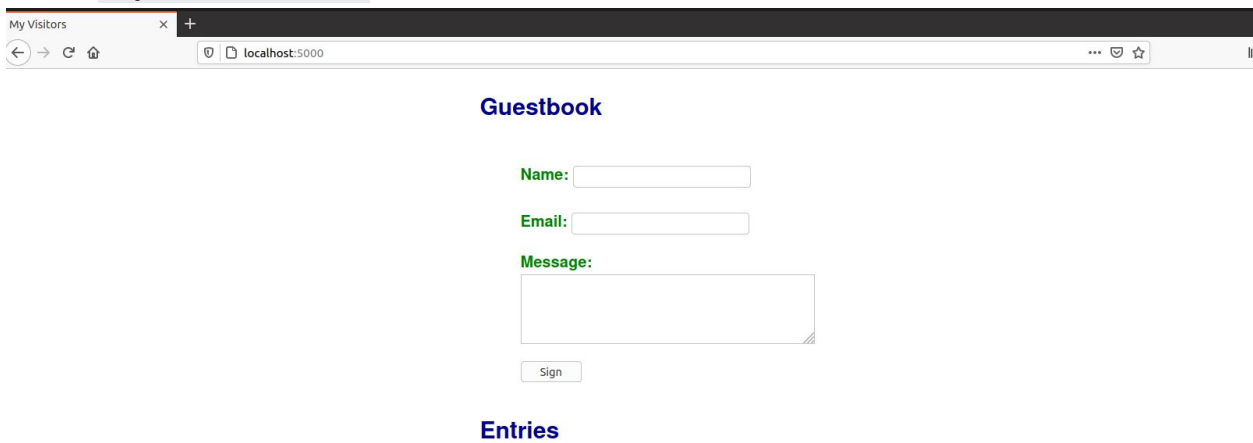 My Visitors
localhost:5000
Guestbook
Name:
Email:
Message:
Sign
Entries